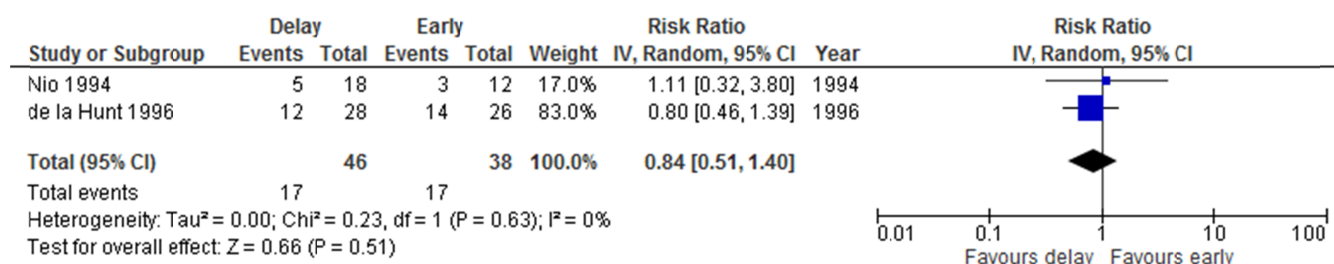 Delay Early Risk Ratio Risk Ratio
Study or Subgroup Events Total Events Total Weight IV, Random, 95% CI Year IV, Random, 95% CI
Nio 1994 5 18 3 12 17.0% 1.11 [0.32, 3.80] 1994
de la Hunt 1996 12 28 14 26 83.0% 0.80 [0.46, 1.39] 1996
Total (95% CI) 46 38 100.0% 0.84 [0.51, 1.40]
Total events 17 17
Heterogeneity: Tau² = 0.00; Chi² = 0.23, df = 1 (P = 0.63); I² = 0%
Test for overall effect: Z = 0.66 (P = 0.51)
0.01 0.1 1 10 100
Favours delay Favours early